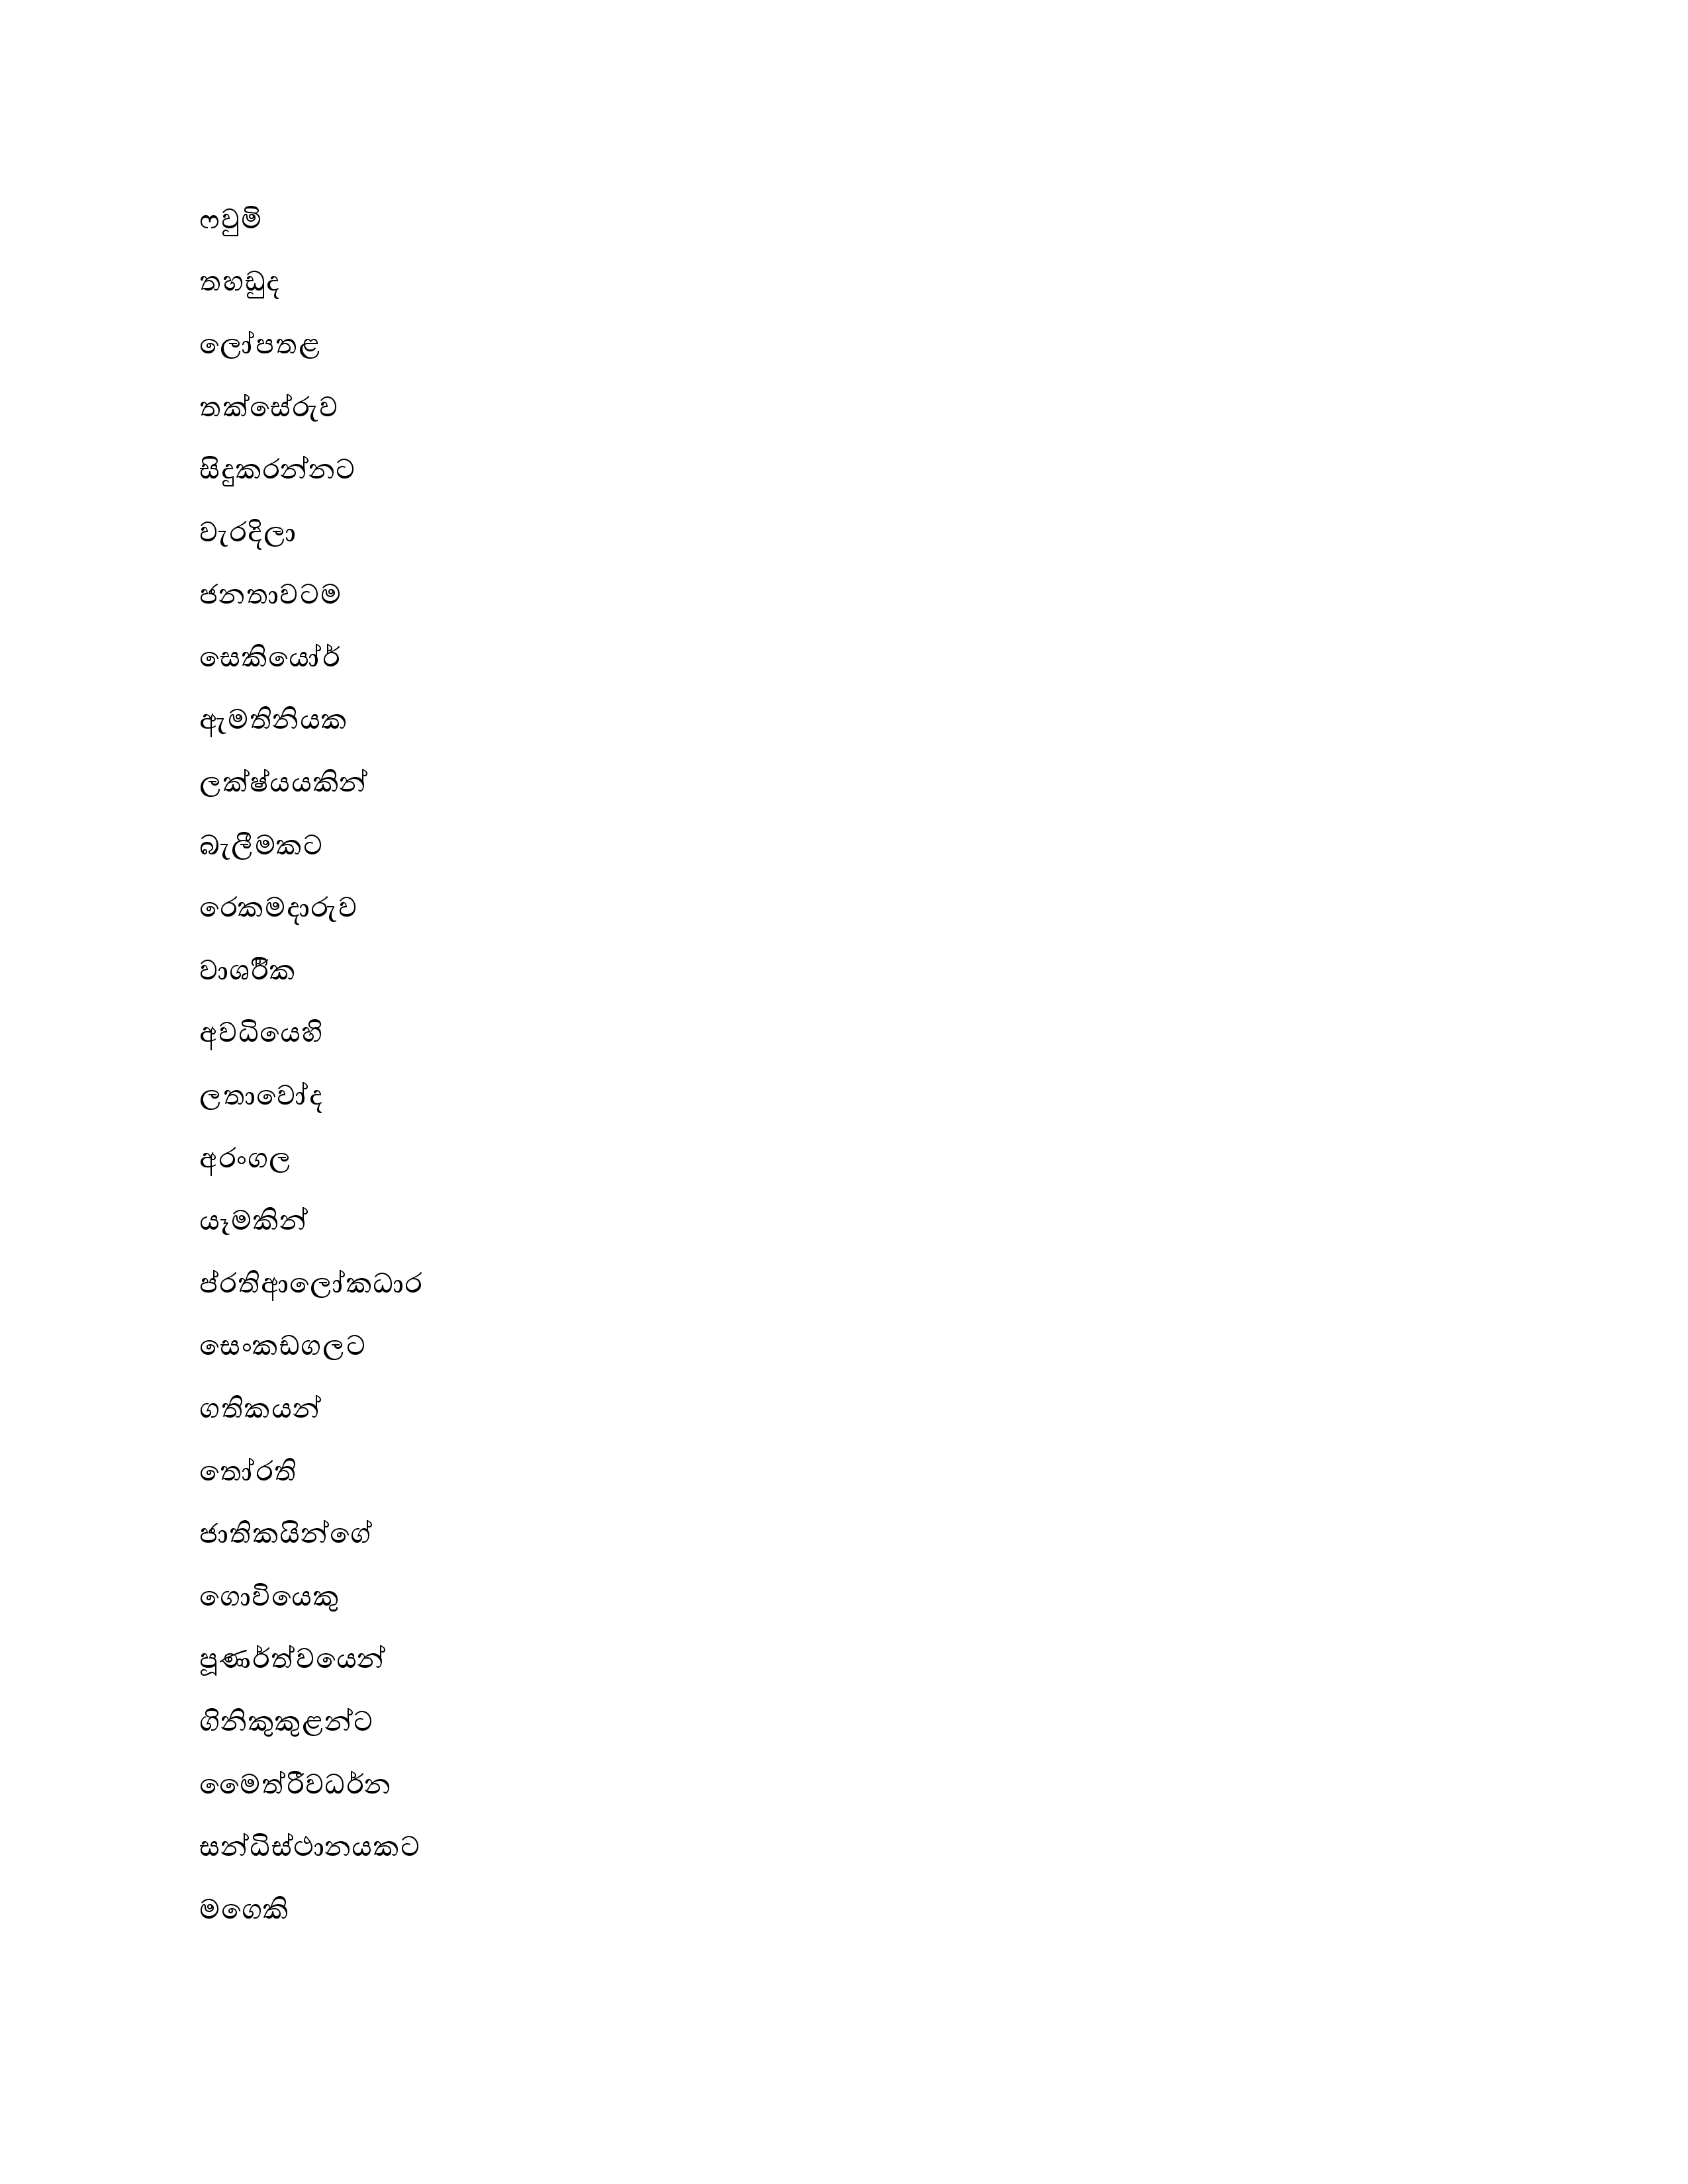 ෆවුම්
තහඩුද
ලෝපතළ
තක්සේරුව
සිදුකරන්නට
වැරදිලා
ජනතාවටම
සෙකියෝර්
ඇමතිනියක
ලක්ෂ්යයකින්
බැලීමකට
රෙකමදාරුව
වාශර්ීක
අවධියෙහි
ලතාවෝද
අරංගල
යෑමකින්
ප්රතිආලෝකධාර
සෙංකඩගලට
ගතිකයන්
තෝරති
ජාතිකයින්ගේ
ගොවියෙකු
පූණර්ත්වයෙන්
ගිනිකුකුළන්ට
මෛත්රීවධර්න
සන්ධිස්ථානයකට
මගෙකි